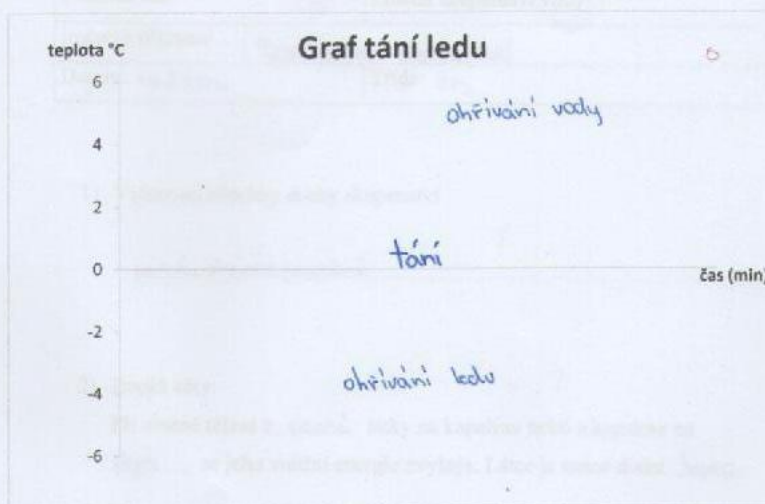 Graf tání ledu
teplota °C
6
ohřívání vody
4
2
tání
0
čas (min)
-2
-4
ohřívání ledu
-6